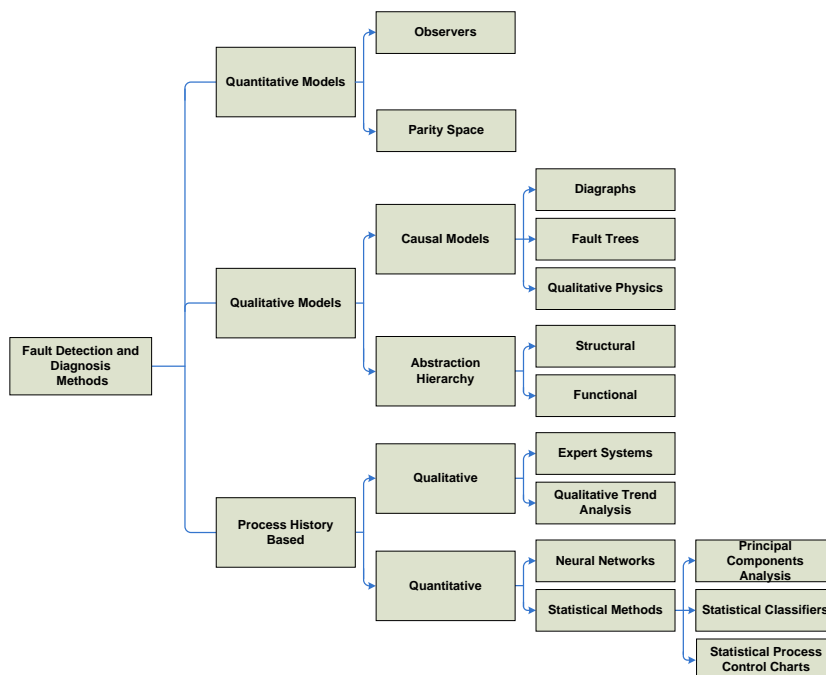 Observers
Quantitative Models
Parity Space
Diagraphs
Causal Models
Fault Trees
Qualitative Models
Qualitative Physics
Fault Detection and
Diagnosis
Methods
Structural
Abstraction
Hierarchy
Functional
Expert Systems
Qualitative
Qualitative Trend
Analysis
Process History
Based
Neural Networks
Principal
Components
Analysis
Quantitative
Statistical Methods
Statistical Classifiers
Statistical Process
Control Charts